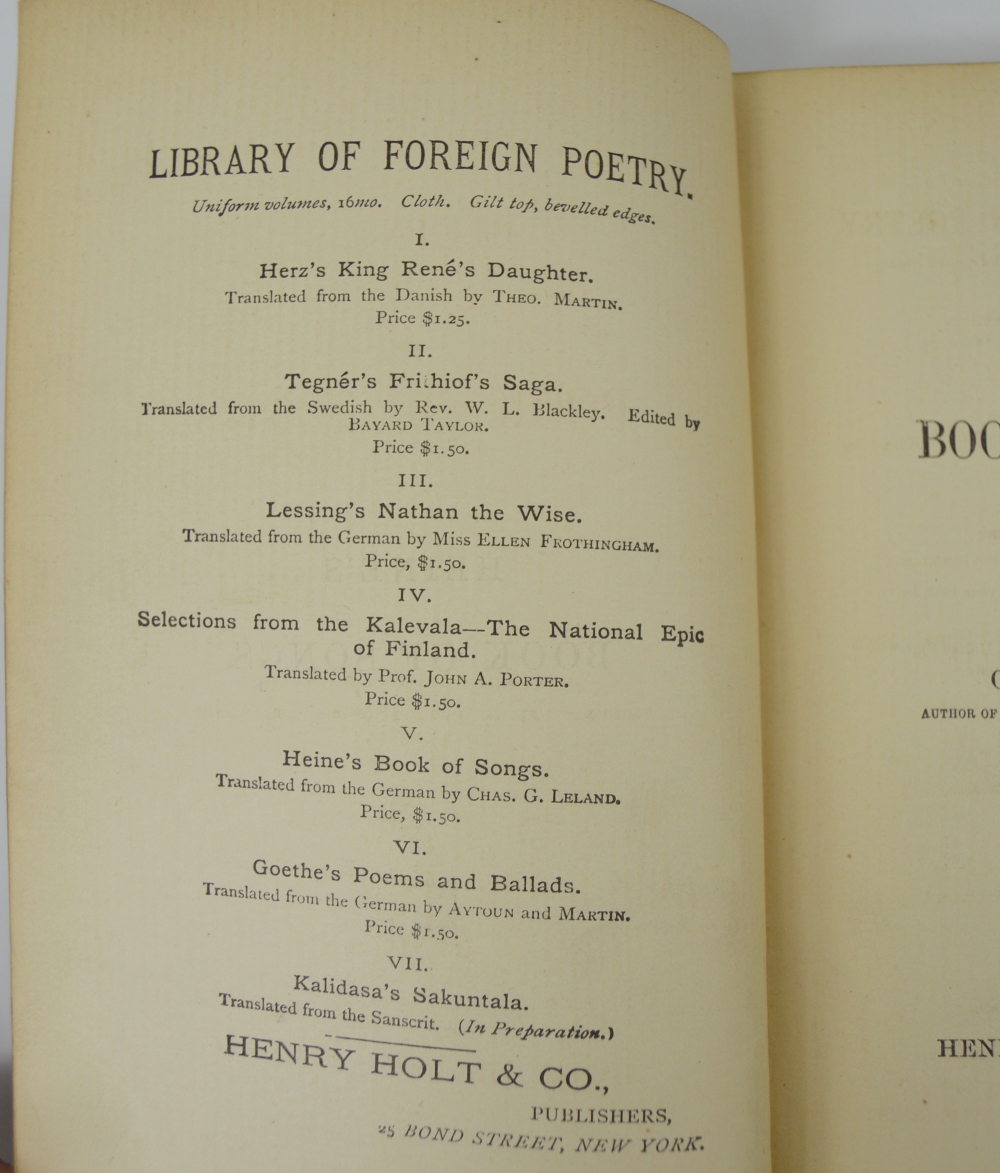 LIBRARY OF FOREIGN POETRY.
Uniform volumes, 16mo. Cloth. Gilt top, bevelled edges.
I.
Herz's King René's Daughter.
Translated from the Danish by THEO. MARTIN.
Price $1.25.
II.
Tegnér's Frithiof's Saga.
Translated from the Swedish by REV. W. L. Blackley. Edited by
BAYARD TAYLOR.
Price $1.50.
III.
Lessing's Nathan the Wise.
Translated from the German by Miss ELLEN FROTHINGHAM.
Price, $1.50.
IV.
Selections from the Kalevala—The National Epic
of Finland.
Translated by Prof. JOHN A. PORTER.
Price $1.50.
V.
Heine's Book of Songs.
Translated from the German by CHAS. G. LELAND.
Price, $1.50.
VI.
Goethe's Poems and Ballads.
Translated from the German by AYTOUN and MARTIN.
Price $1.50.
VII.
Kalidasa's Sakuntala.
Translated from the Sanscrit. (In Preparation.)
HENRY HOLT & CO.,
PUBLISHERS,
25 BOND STREET, NEW YORK.
BOO
AUTHOR OF
HEN